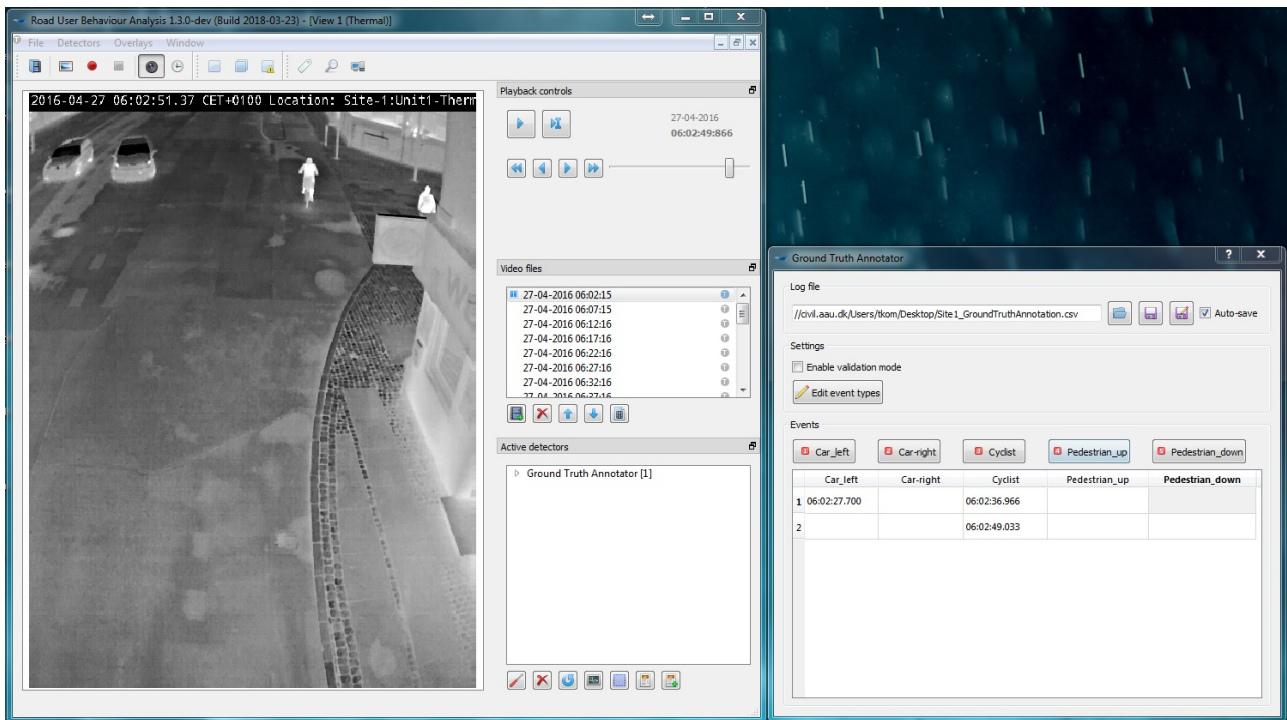 Road User Behaviour Analysis 1.3.0-dev (Build 2018-03-23) - [View 1 (Thermal)]
File Detectors Overlays Window
2016-04-27 06:02:51.37 CET+0100 Location: Site-1:Unit1-Therm
Playback controls
27-04-2016
06:02:49:866
Video files
27-04-2016 06:02:15
27-04-2016 06:07:15
27-04-2016 06:12:16
27-04-2016 06:17:16
27-04-2016 06:22:16
27-04-2016 06:27:16
27-04-2016 06:32:16
27-04-2016 06:37:16
Active detectors
Ground Truth Annotator [1]
Ground Truth Annotator
Log file
//civil.aau.dk/Users/tkom/Desktop/Site1_GroundTruthAnnotation.csv
Auto-save
Settings
Enable validation mode
Edit event types
Events
Car_left Car-right Cyclist Pedestrian_up Pedestrian_down
Car_left Car-right Cyclist Pedestrian_up Pedestrian_down
1 06:02:27.700 06:02:36.966
2 06:02:49.033